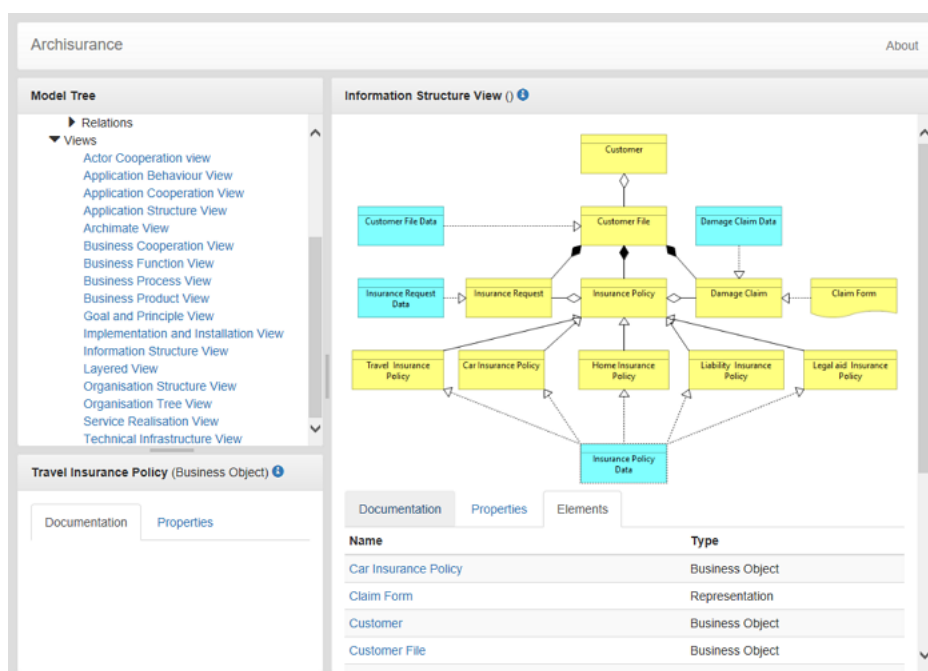 Archisurance
About
Model Tree
Relations
Views
Actor Cooperation view
Application Behaviour View
Application Cooperation View
Application Structure View
Archimate View
Business Cooperation View
Business Function View
Business Process View
Business Product View
Goal and Principle View
Implementation and Installation View
Information Structure View
Layered View
Organisation Structure View
Organisation Tree View
Service Realisation View
Technical Infrastructure View
Travel Insurance Policy (Business Object)
Documentation
Properties
Information Structure View ()
Customer
Customer File Data
Customer File
Damage Claim Data
Insurance Request
Data
Insurance Request
Insurance Policy
Damage Claim
Claim Form
Travel Insurance
Policy
Car Insurance Policy
Home Insurance
Policy
Liability Insurance
Policy
Legal aid Insurance
Policy
Insurance Policy
Data
Documentation
Properties
Elements
Name Type
Car Insurance Policy Business Object
Claim Form Representation
Customer Business Object
Customer File Business Object